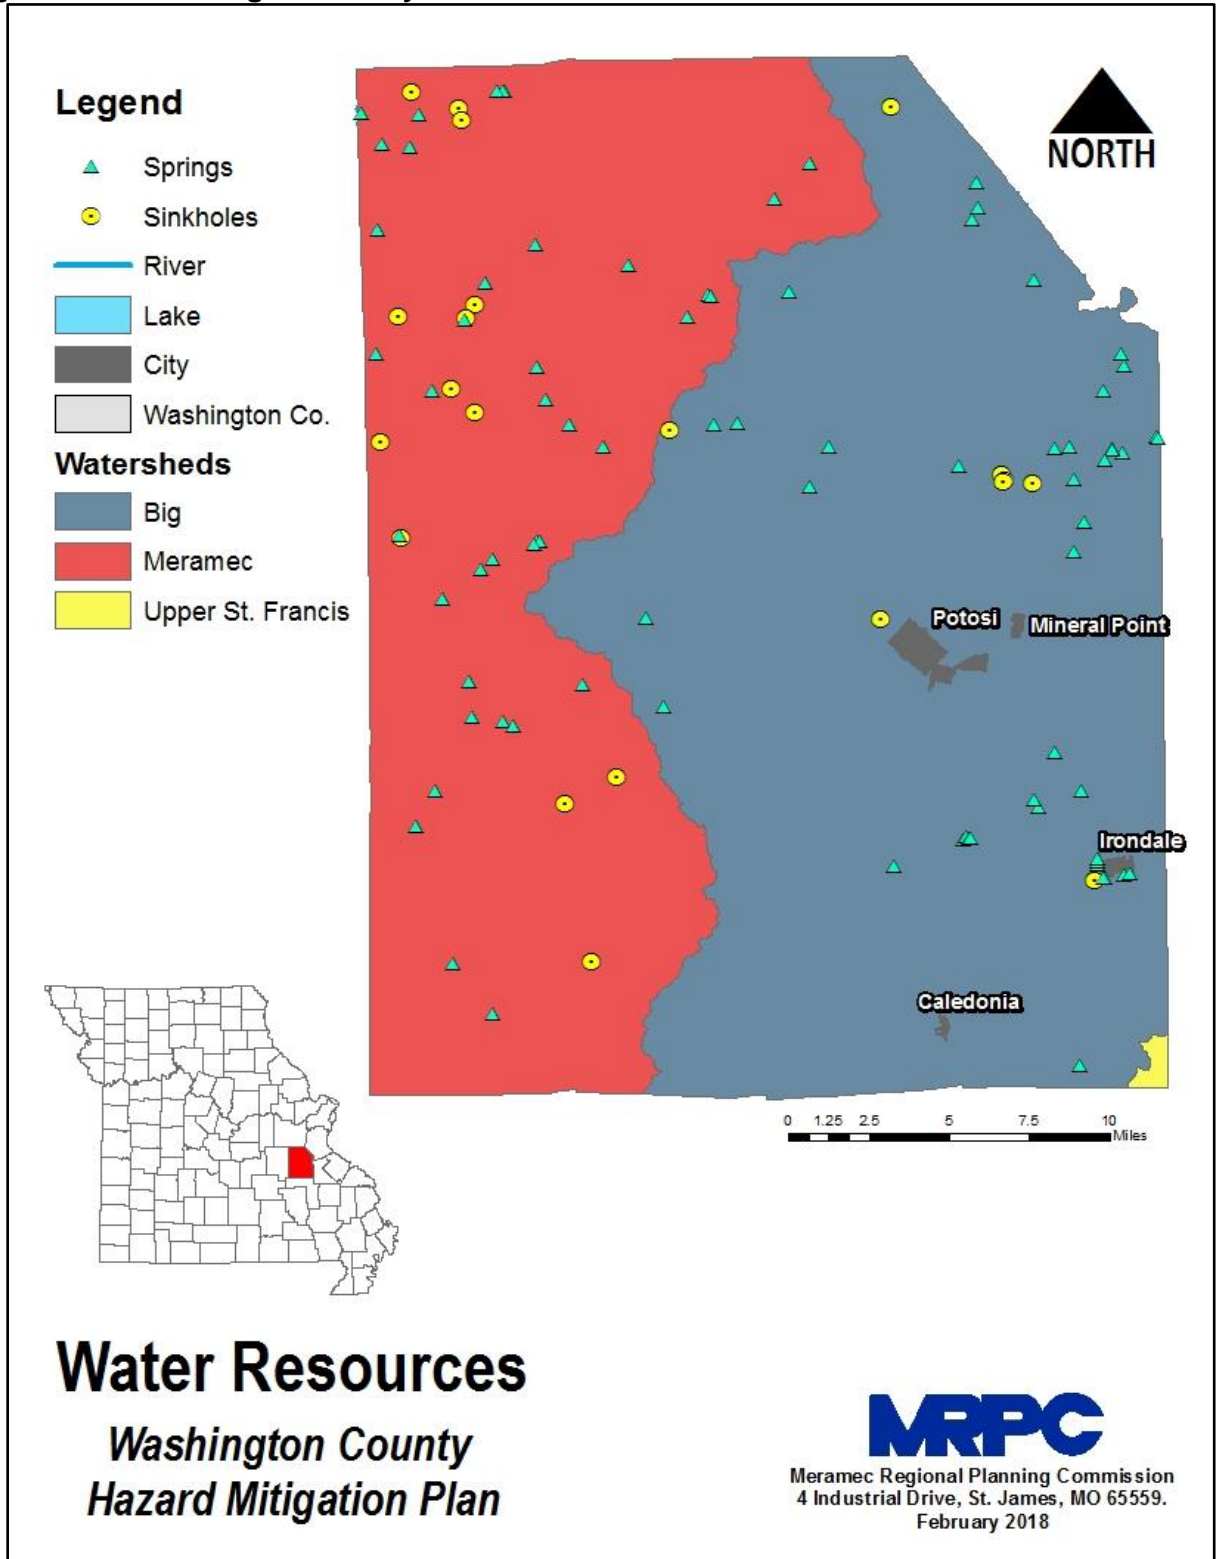 Legend
Springs
Sinkholes
River
Lake
City
Washington Co.
Watersheds
Big
Meramec
Upper St. Francis
NORTH
Potosi
Mineral Point
Irondale
Caledonia
0 1.25 2.5 5 7.5 10
Miles
Water Resources
Washington County
Hazard Mitigation Plan
MRPC
Meramec Regional Planning Commission
4 Industrial Drive, St. James, MO 65559.
February 2018